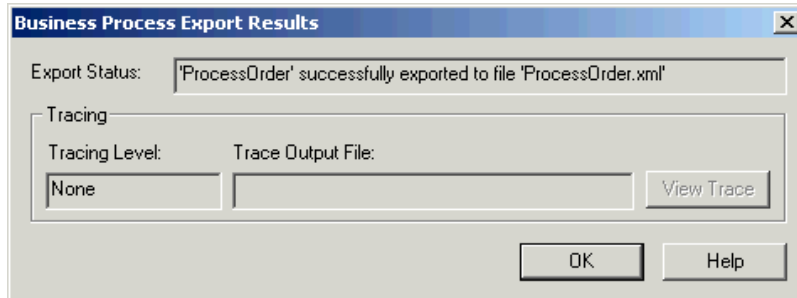 Business Process Export Results
Export Status: 'ProcessOrder' successfully exported to file 'ProcessOrder.xml'
Tracing
Tracing Level: Trace Output File:
None View Trace
OK Help